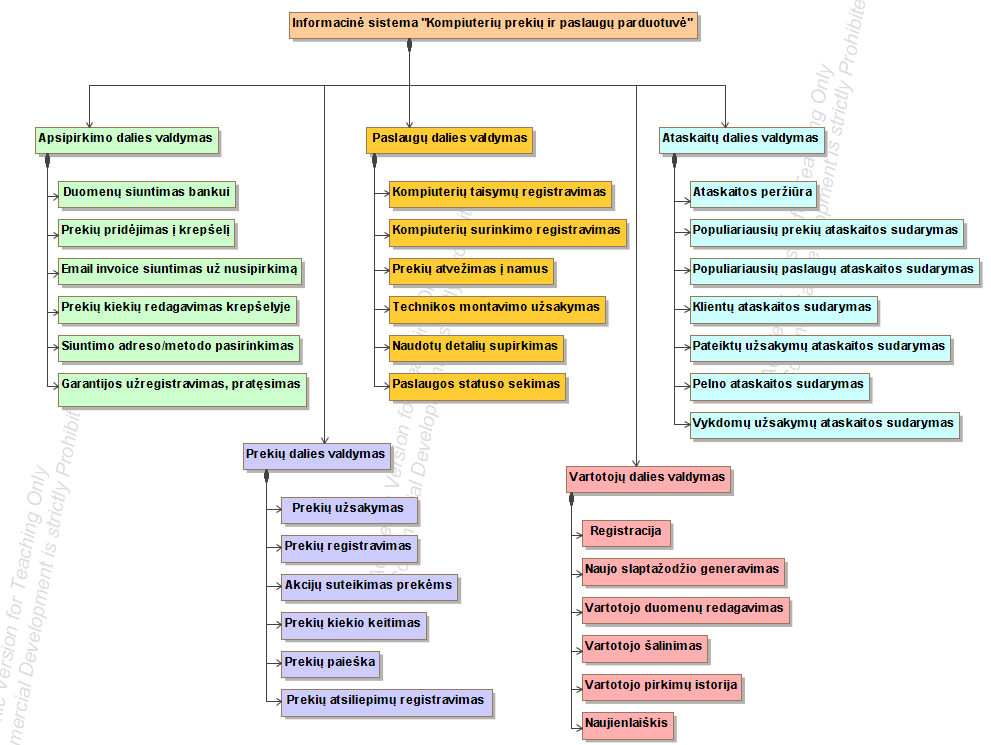 Informacinė sistema "Kompiuterių prekių ir paslaugų parduotuvė"
Apsipirkimo dalies valdymas
Duomenų siuntimas bankui
Prekių pridėjimas į krepšelį
Email invoice siuntimas už nusipirkimą
Prekių kiekių redagavimas krepšelyje
Siuntimo adreso/metodo pasirinkimas
Garantijos užregistravimas, pratęsimas
Paslaugų dalies valdymas
Kompiuterių taisymų registravimas
Kompiuterių surinkimo registravimas
Prekių atvežimas į namus
Technikos montavimo užsakymas
Naudotų detalių supirkimas
Paslaugos statuso sekimas
Ataskaitų dalies valdymas
Ataskaitos peržiūra
Populiariausių prekių ataskaitos sudarymas
Populiariausių paslaugų ataskaitos sudarymas
Klientų ataskaitos sudarymas
Pateiktų užsakymų ataskaitos sudarymas
Pelno ataskaitos sudarymas
Vykdomų užsakymų ataskaitos sudarymas
Prekių dalies valdymas
Prekių užsakymas
Prekių registravimas
Akcijų suteikimas prekėms
Prekių kiekio keitimas
Prekių paieška
Prekių atsiliepimų registravimas
Vartotojų dalies valdymas
Registracija
Naujo slaptažodžio generavimas
Vartotojo duomenų redagavimas
Vartotojo šalinimas
Vartotojo pirkimų istorija
Naujienlaiškis
Version for Teaching Only
Development is strictly Prohibite